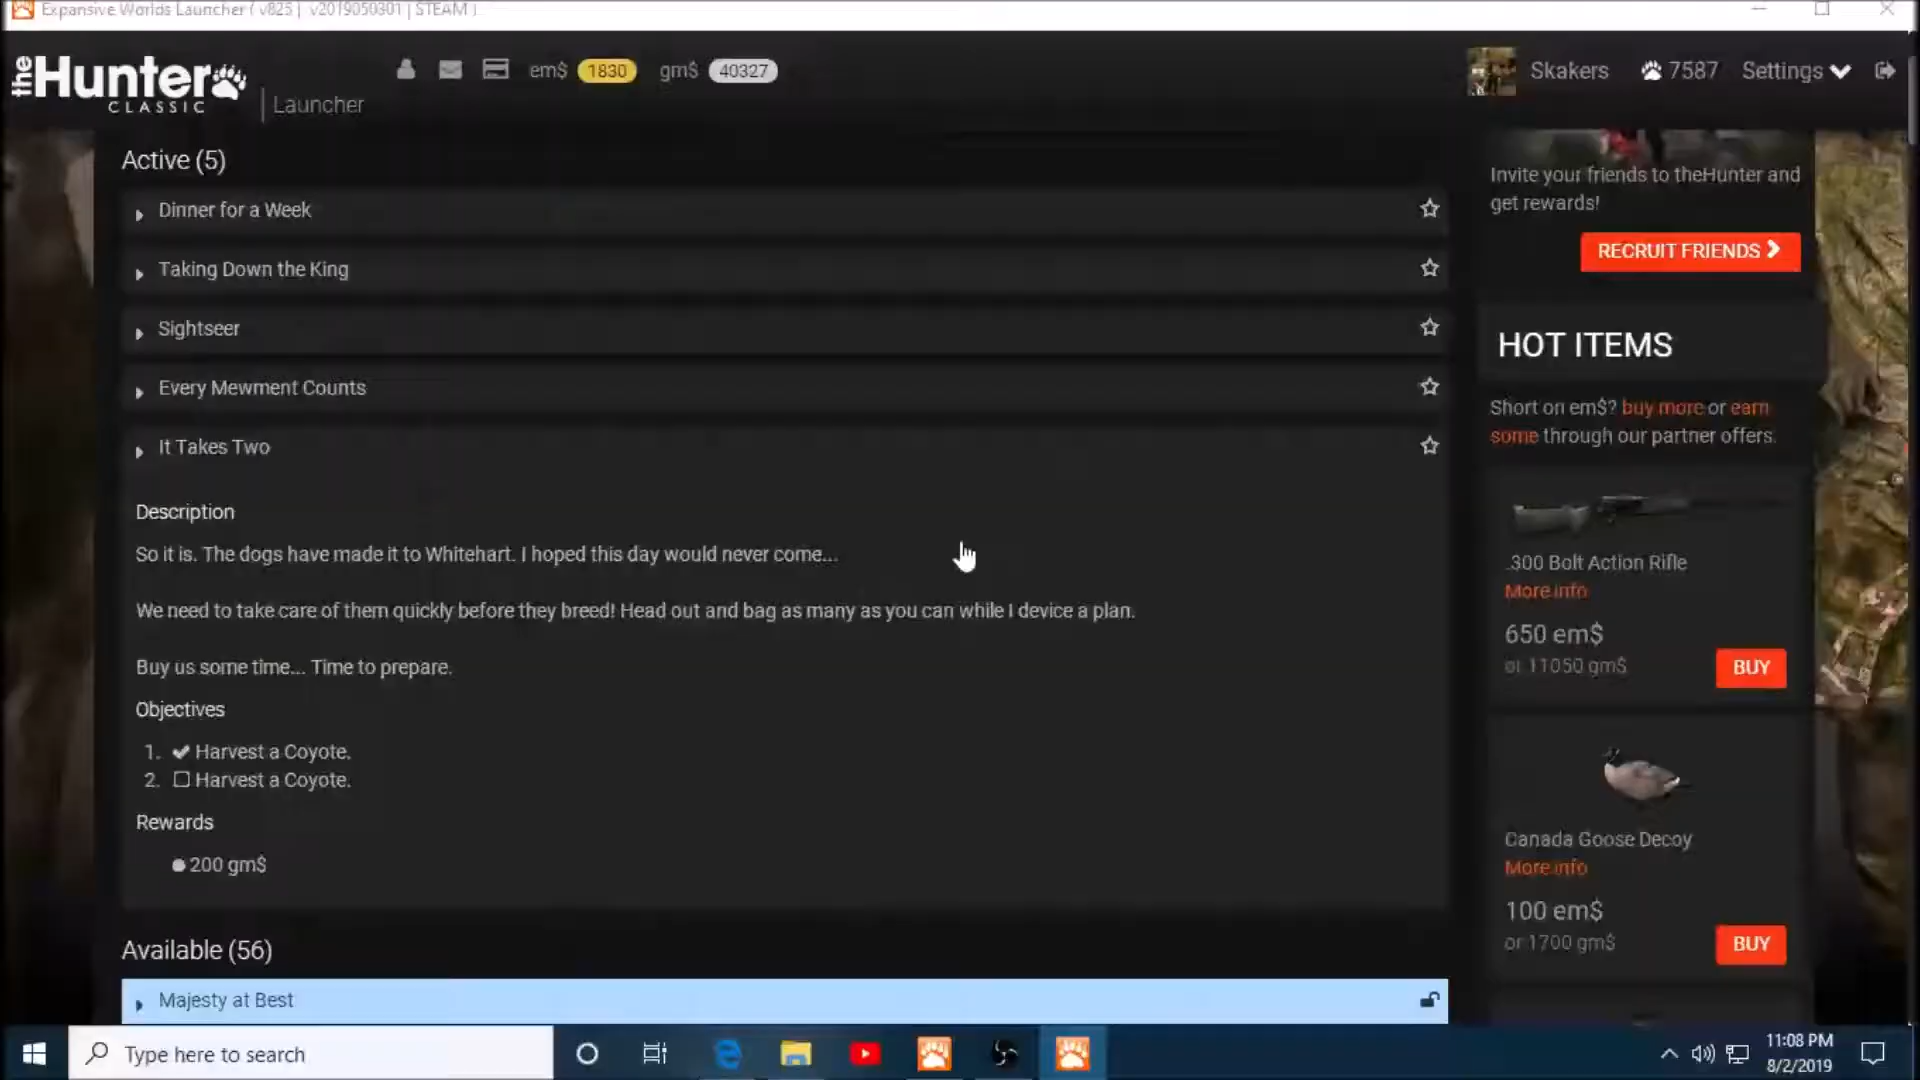 Expansive Worlds Launcher ( v825 | v2019050301 | STEAM )
theHunter
CLASSIC
Launcher
em$ 1830 gm$ 40327
Skakers 7587 Settings
Active (5)
Dinner for a Week
Taking Down the King
Sightseer
Every Mewment Counts
It Takes Two
Description
So it is. The dogs have made it to Whitehart. I hoped this day would never come...
We need to take care of them quickly before they breed! Head out and bag as many as you can while I device a plan.
Buy us some time... Time to prepare.
Objectives
1. Harvest a Coyote.
2. Harvest a Coyote.
Rewards
200 gm$
Available (56)
Majesty at Best
Invite your friends to theHunter and
get rewards!
RECRUIT FRIENDS
HOT ITEMS
Short on em$? buy more or earn
some through our partner offers.
.300 Bolt Action Rifle
More info
650 em$
or 11050 gm$
BUY
Canada Goose Decoy
More info
100 em$
or 1700 gm$
BUY
Type here to search
11:08 PM
8/2/2019